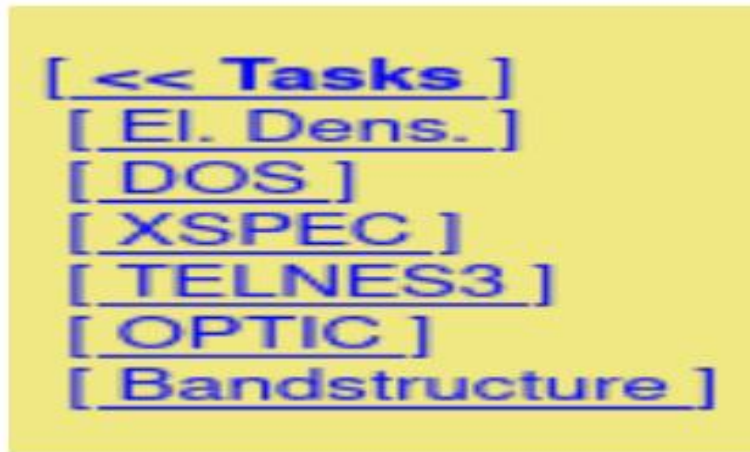 [ << Tasks ]
[ El. Dens. ]
[ DOS ]
[ XSPEC ]
[ TELNES3 ]
[ OPTIC ]
[ Bandstructure ]